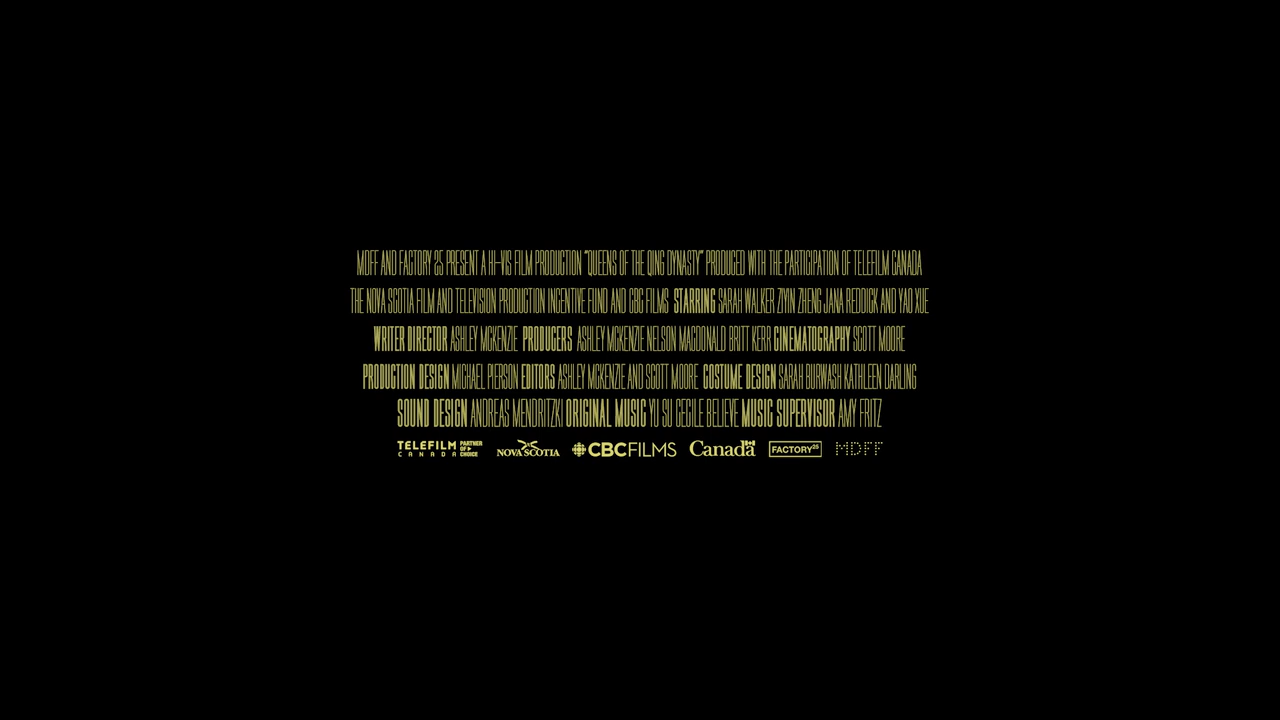 MDFF AND FACTORY 25 PRESENT A HI-VIS FILM PRODUCTION "QUEENS OF THE QING DYNASTY" PRODUCED WITH THE PARTICIPATION OF TELEFILM CANADA
THE NOVA SCOTIA FILM AND TELEVISION PRODUCTION INCENTIVE FUND AND CBC FILMS STARRING SARAH WALKER ZIYIN ZHENG JANA REDDICK AND YAO XUE
WRITER DIRECTOR ASHLEY MCKENZIE PRODUCERS ASHLEY MCKENZIE NELSON MACDONALD BRITT KERR CINEMATOGRAPHY SCOTT MOORE
PRODUCTION DESIGN MICHAEL PIERSON EDITORS ASHLEY MCKENZIE AND SCOTT MOORE COSTUME DESIGN SARAH BURWASH KATHLEEN DARLING
SOUND DESIGN ANDREAS MENDRITZKI ORIGINAL MUSIC YU SU CECILE BELIEVE MUSIC SUPERVISOR AMY FRITZ
TELEFILM CANADA PARTNER OF CHOICE NOVA SCOTIA CBC FILMS Canada FACTORY 25 MDFF